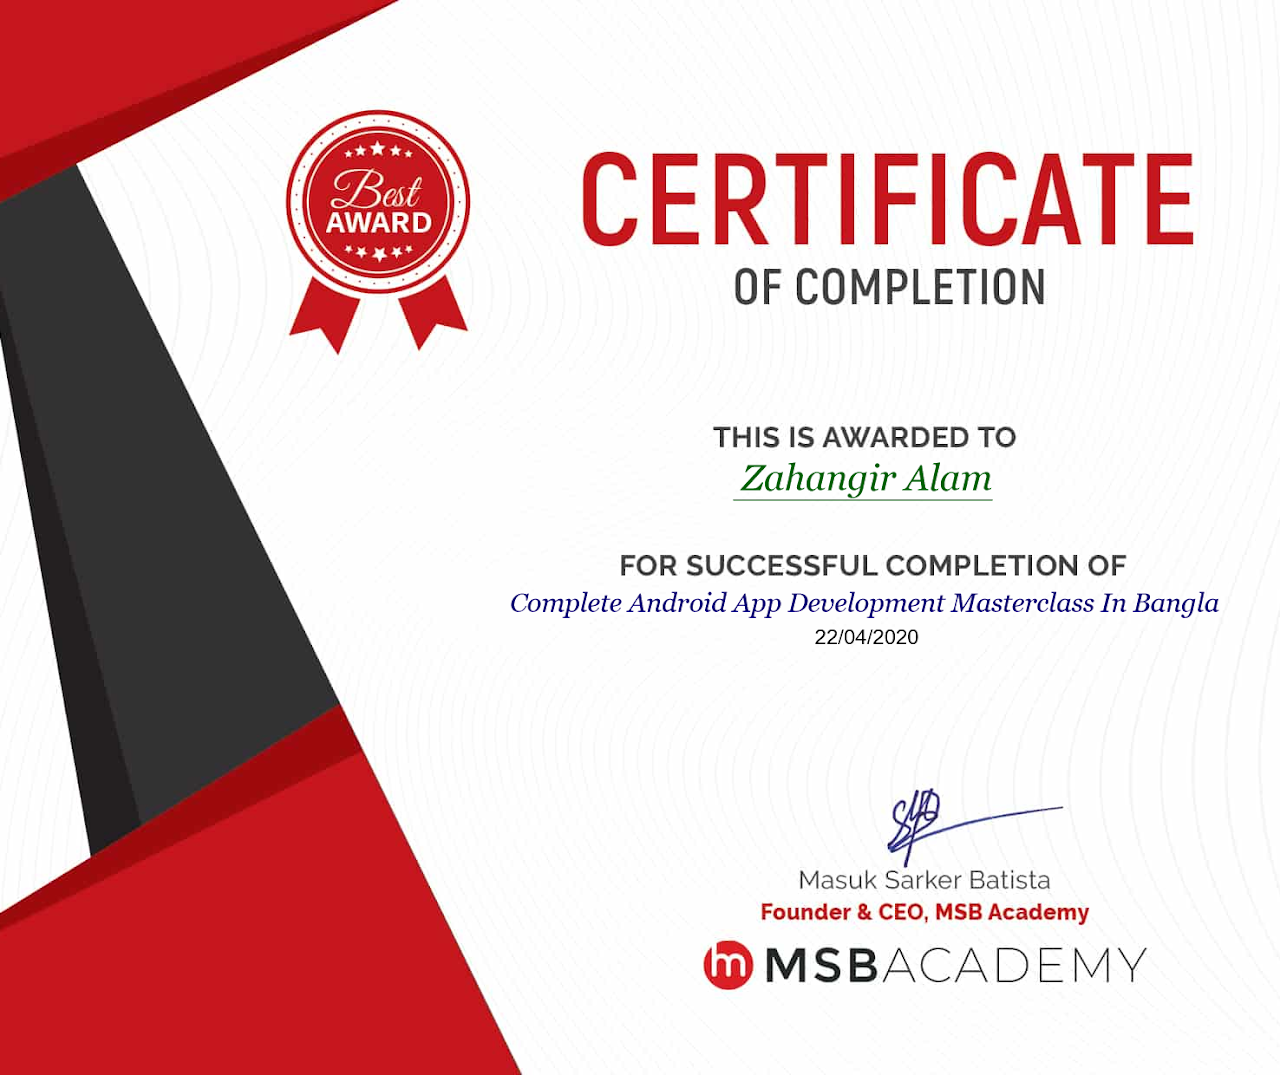 Best
AWARD
CERTIFICATE
OF COMPLETION
THIS IS AWARDED TO
Zahangir Alam
FOR SUCCESSFUL COMPLETION OF
Complete Android App Development Masterclass In Bangla
22/04/2020
Masuk Sarker Batista
Founder & CEO, MSB Academy
m MSBACADEMY